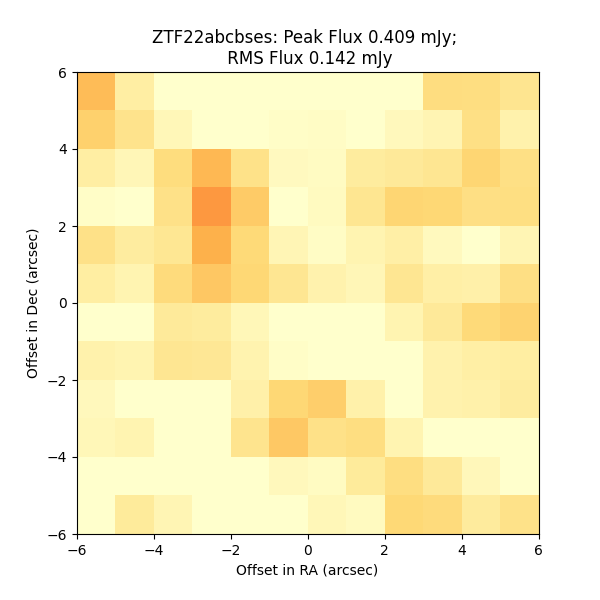 ZTF22abcbses: Peak Flux 0.409 mJy;
RMS Flux 0.142 mJy
6
4
2
0
−2
−4
−6
Offset in Dec (arcsec)
−6 −4 −2 0 2 4 6
Offset in RA (arcsec)